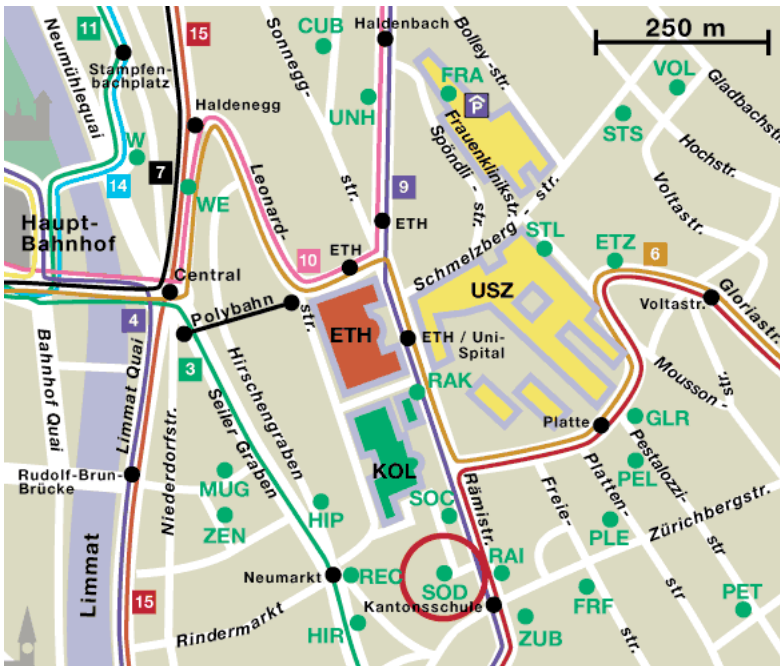 11
15
Neumühlequai
CUB
Haldenbach
Bolley -str.
250 m
Stampfen-
bachplatz
Sonnegg-
str.
FRA
P
VOL
Gladbachstr.
UNH
Haldenegg
Frauenklinikstr.
Spöndli -
str.
STS
Hochstr.
W
7
14
Leonard-
str.
9
Voltastr.
WE
ETH
Haupt-
Bahnhof
10
ETH
Schmelzberg - str.
STL
ETZ
6
Central
Polybahn
USZ
Gloriastr.
Voltastr.
4
ETH
ETH / Uni-
Spital
3
Bahnhof Quai
Limmat Quai
Hirschengraben
Seiler Graben
RAK
Mousson -
str.
Niederdorfstr.
Platte
GLR
Rudolf-Brun-
Brücke
MUG
KOL
Rämistr.
PEL
Pestalozzi
str
ZEN
HIP
SOC
Freie-
str.
Platten-
str
PLE
Zürichbergstr.
Limmat
15
Neumarkt
REC
SOD
RAI
Kantonsschule
FRF
PET
Rindermarkt
HIR
ZUB